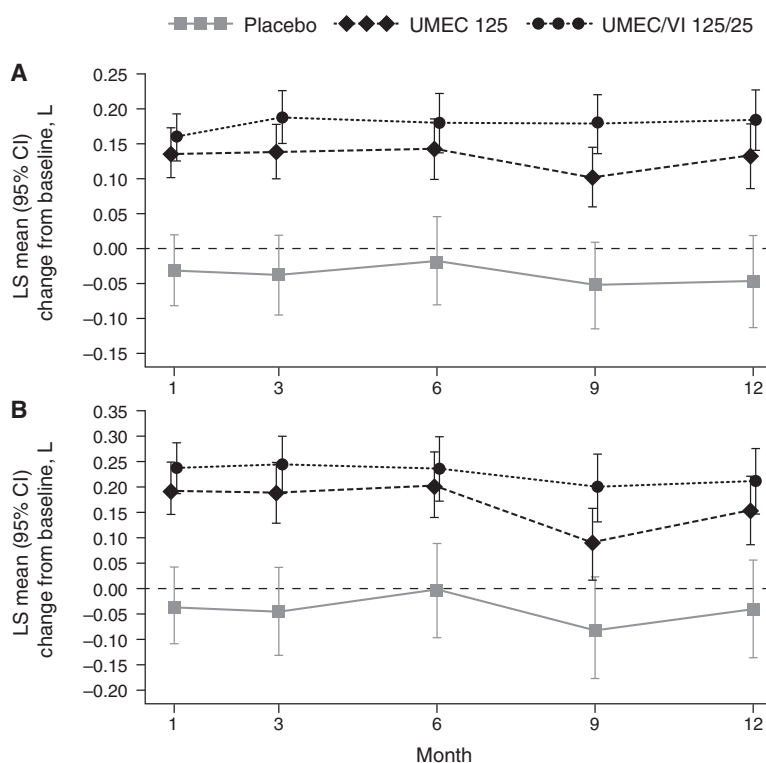 Placebo UMEC 125 UMEC/VI 125/25
A
LS mean (95% CI)
change from baseline, L
0.25
0.20
0.15
0.10
0.05
0.00
–0.05
–0.10
–0.15
1 3 6 9 12
B
LS mean (95% CI)
change from baseline, L
0.35
0.30
0.25
0.20
0.15
0.10
0.05
0.00
–0.05
–0.10
–0.15
–0.20
1 3 6 9 12
Month